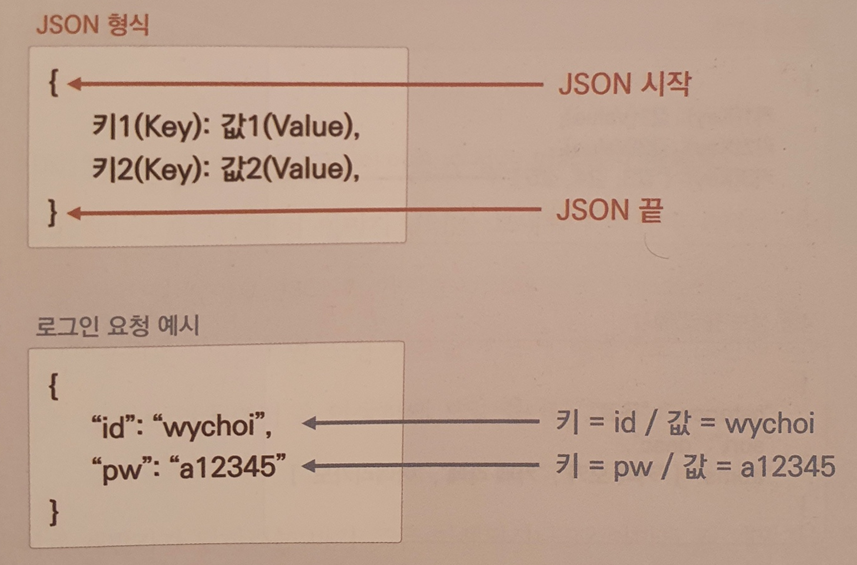 JSON 형식
{ JSON 시작
키1(Key): 값1(Value),
키2(Key): 값2(Value),
} JSON 끝
로그인 요청 예시
{
“id”: “wychoi”, 키 = id / 값 = wychoi
“pw”: “a12345” 키 = pw / 값 = a12345
}